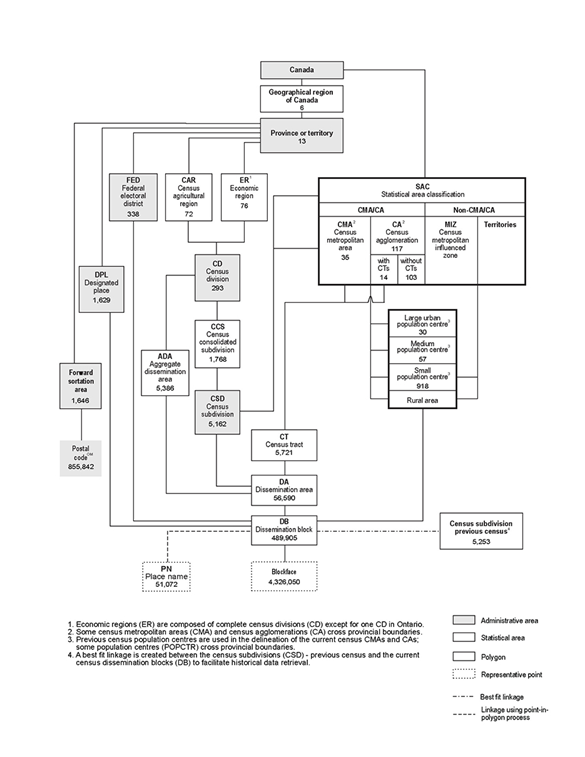 Canada
Geographical region
of Canada
6
Province or territory
13
FED
Federal
electoral
district
338
CAR
Census
agricultural
region
72
ER1
Economic
region
76
SAC
Statistical area classification
CMA/CA
Non-CMA/CA
CMA2
Census
metropolitan
area
35
CA2
Census
agglomeration
117
with
CTs
14
without
CTs
103
MIZ
Census
metropolitan
influenced
zone
Territories
DPL
Designated
place
1,629
CD
Census
division
293
CCS
Census
consolidated
subdivision
1,768
ADA
Aggregate
dissemination
area
5,386
CSD
Census
subdivision
5,162
Large urban
population centre3
30
Medium
population centre3
57
Small
population centre3
918
Rural area
Forward
sortation
area
1,646
Postal
codeCM
855,842
CT
Census tract
5,721
DA
Dissemination area
56,590
DB
Dissemination block
489,905
Census subdivision
previous census4
5,253
PN
Place name
51,072
Blockface
4,326,050
1. Economic regions (ER) are composed of complete census divisions (CD) except for one CD in Ontario.
2. Some census metropolitan areas (CMA) and census agglomerations (CA) cross provincial boundaries.
3. Previous census population centres are used in the delineation of the current census CMAs and CAs;
some population centres (POPCTR) cross provincial boundaries.
4. A best fit linkage is created between the census subdivisions (CSD) - previous census and the current
census dissemination blocks (DB) to facilitate historical data retrieval.
Administrative area
Statistical area
Polygon
Representative point
Best fit linkage
Linkage using point-in-
polygon process